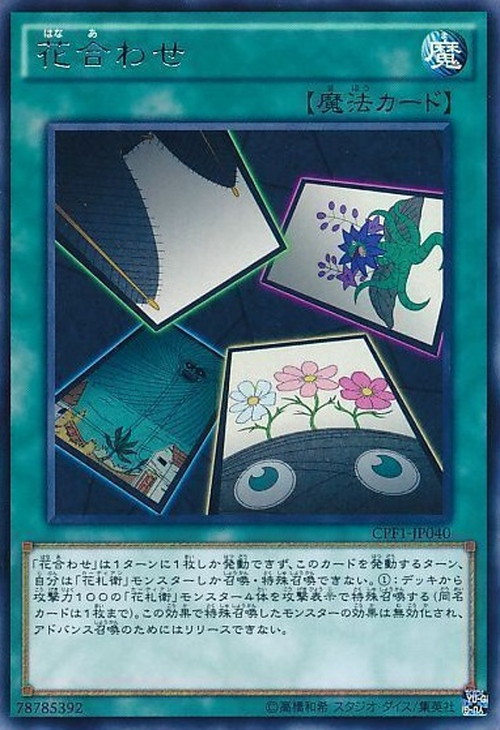 花合わせ
魔
【魔法カード】
CPF1-JP040
「花合わせ」は1ターンに1枚しか発動できず、このカードを発動するターン、
自分は「花札衛」モンスターしか召喚・特殊召喚できない。①：デッキから
攻撃力100の「花札衛」モンスター4体を攻撃表示で特殊召喚する（同名
カードは1枚まで）。この効果で特殊召喚したモンスターの効果は無効化され、
アドバンス召喚のためにはリリースできない。
78785392
©高橋和希 スタジオ・ダイス/集英社